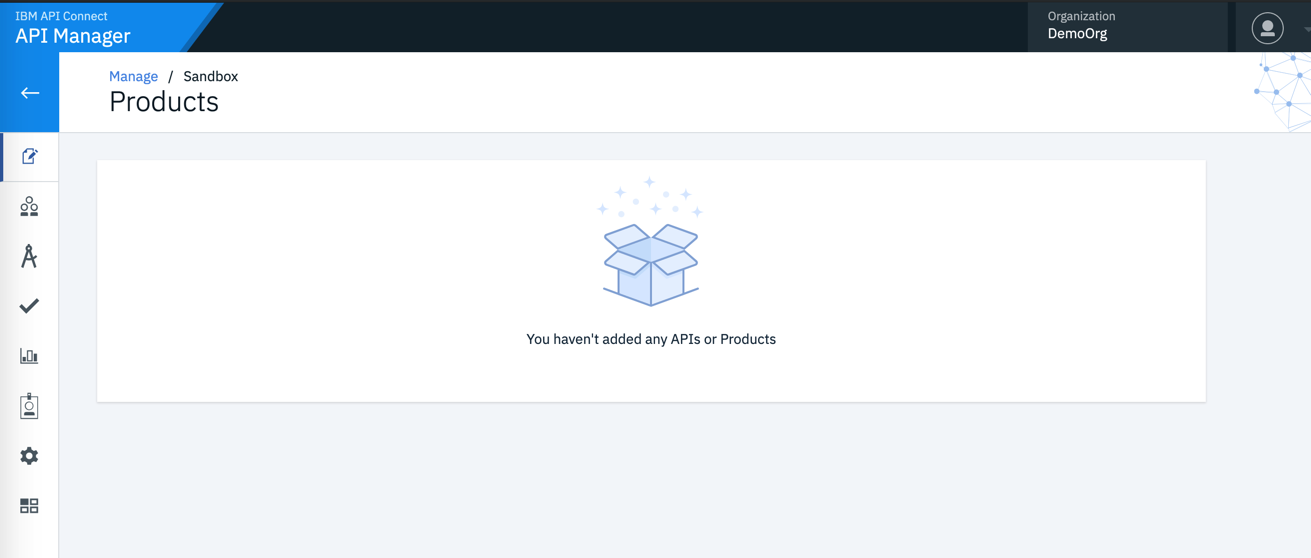 IBM API Connect
API Manager
Organization
DemoOrg
Manage / Sandbox
Products
You haven't added any APIs or Products